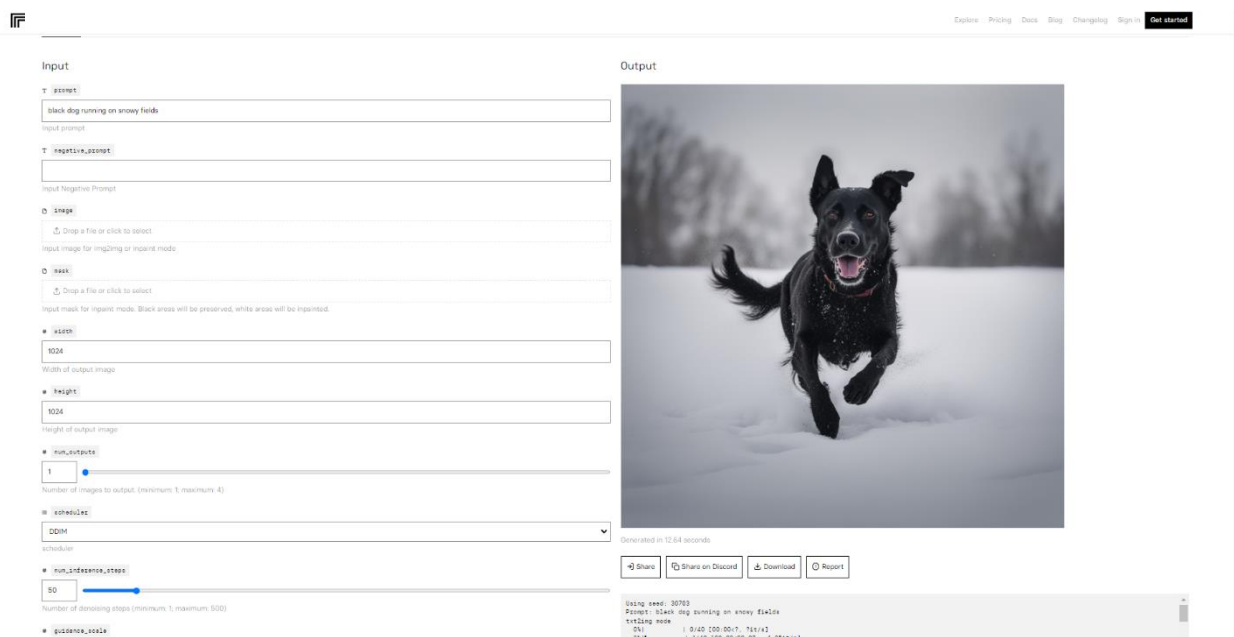 Explore Pricing Docs Blog Changelog Sign in Get started
Input
T prompt
black dog running on snowy fields
Input prompt
T negative_prompt
Input Negative Prompt
image
Drop a file or click to select
Input image for img2img or inpaint mode
mask
Drop a file or click to select
Input mask for inpaint mode. Black areas will be preserved, white areas will be inpainted.
# width
1024
Width of output image
# height
1024
Height of output image
# num_outputs
1
Number of images to output. (minimum: 1; maximum: 4)
scheduler
DDIM
scheduler
# num_inference_steps
50
Number of denoising steps (minimum: 1; maximum: 500)
# guidance_scale
Output
Generated in 12.64 seconds
Share Share on Discord Download Report
Using seed: 30703
Prompt: black dog running on snowy fields
txt2img mode
0%| | 0/40 [00:00<?, ?it/s]